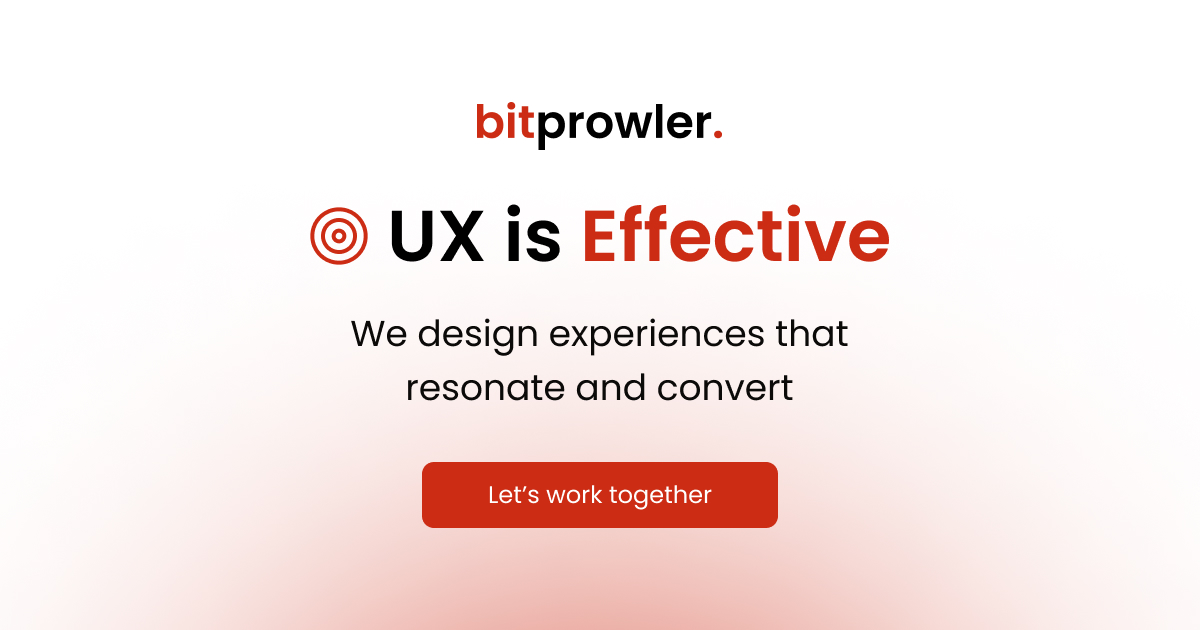 bitprowler.
UX is Effective
We design experiences that
resonate and convert
Let’s work together